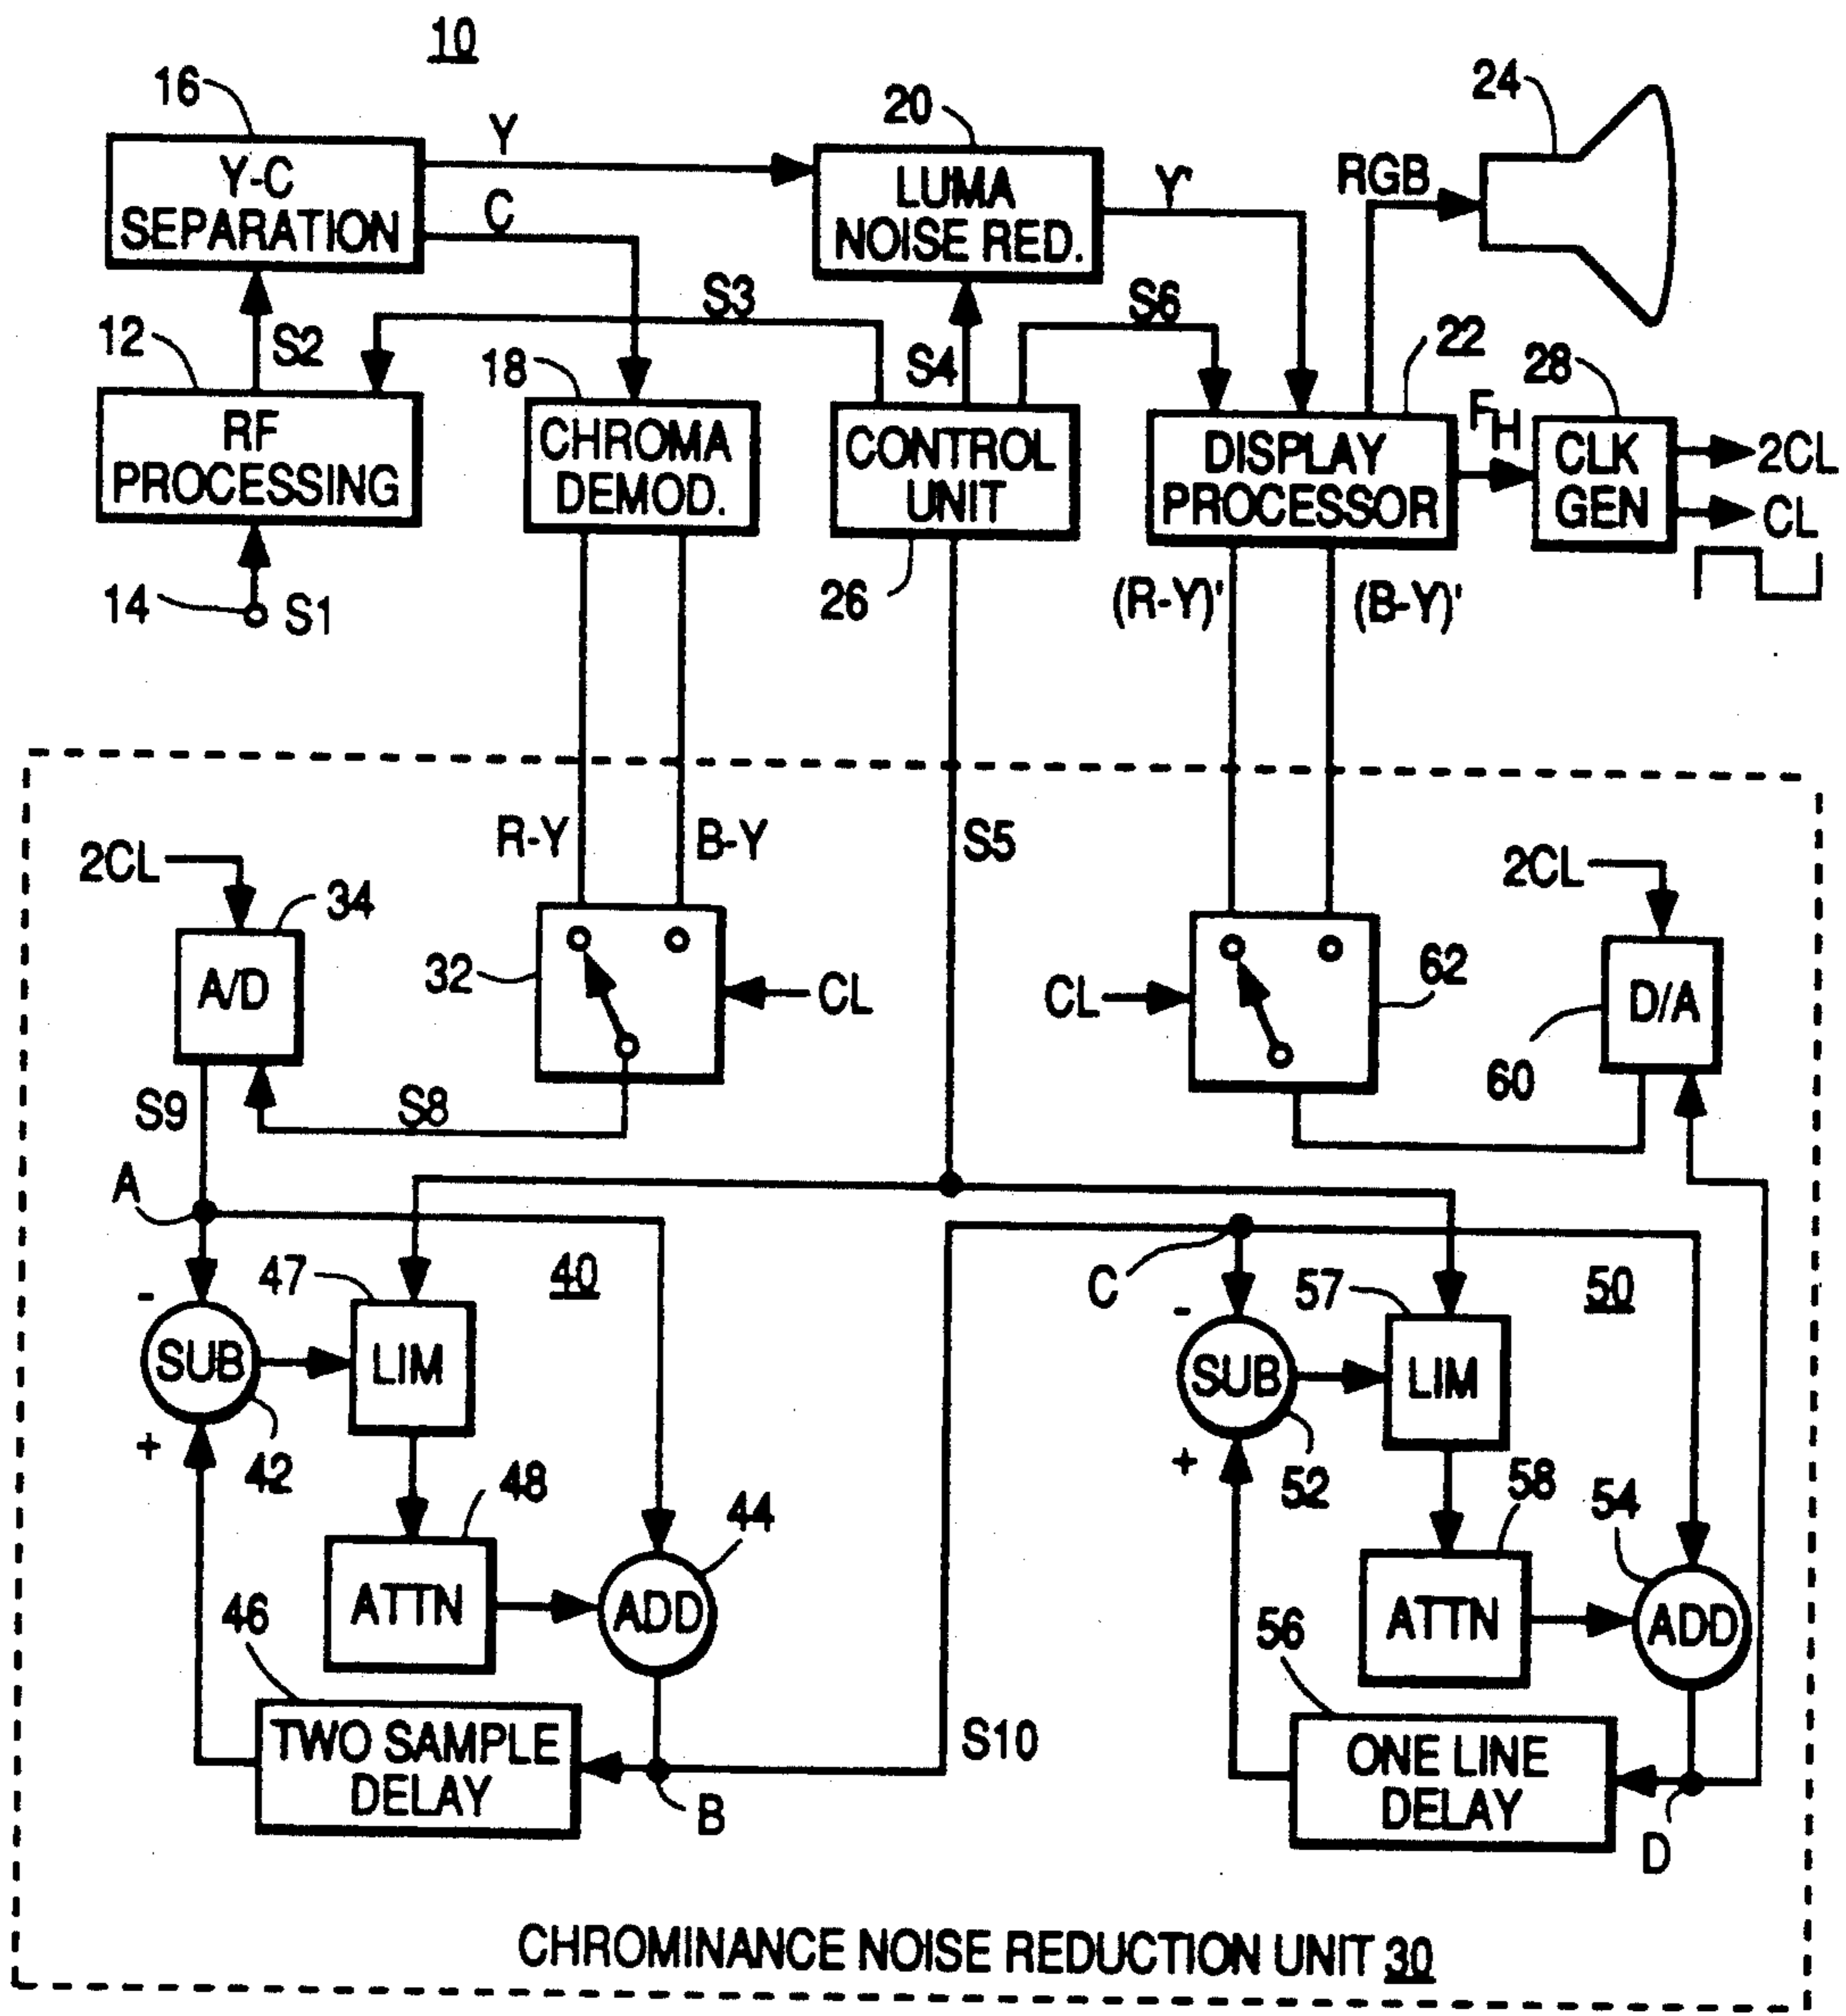 10
16
Y-C
SEPARATION
Y
C
20
LUMA
NOISE RED.
Y'
RGB
24
12
S2
S3
S4
S6
RF
PROCESSING
18
CHROMA
DEMOD.
CONTROL
UNIT
26
22
DISPLAY
PROCESSOR
FH
28
CLK
GEN
2CL
CL
14
S1
(R-Y)'
(B-Y)'
R-Y
B-Y
S5
2CL
34
A/D
32
CL
CL
62
2CL
D/A
60
S9
S8
A
47
40
-
SUB
+
42
LIM
48
ATTN
44
ADD
46
TWO SAMPLE
DELAY
B
S10
C
57
50
-
SUB
+
52
LIM
58
ATTN
54
ADD
56
ONE LINE
DELAY
D
CHROMINANCE NOISE REDUCTION UNIT 30